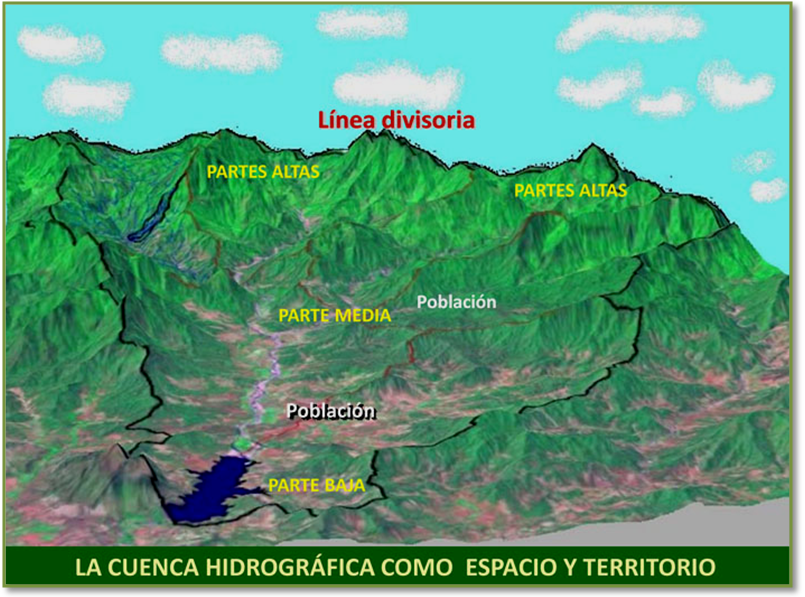 Línea divisoria
PARTES ALTAS
PARTES ALTAS
Población
PARTE MEDIA
Población
PARTE BAJA
LA CUENCA HIDROGRÁFICA COMO ESPACIO Y TERRITORIO